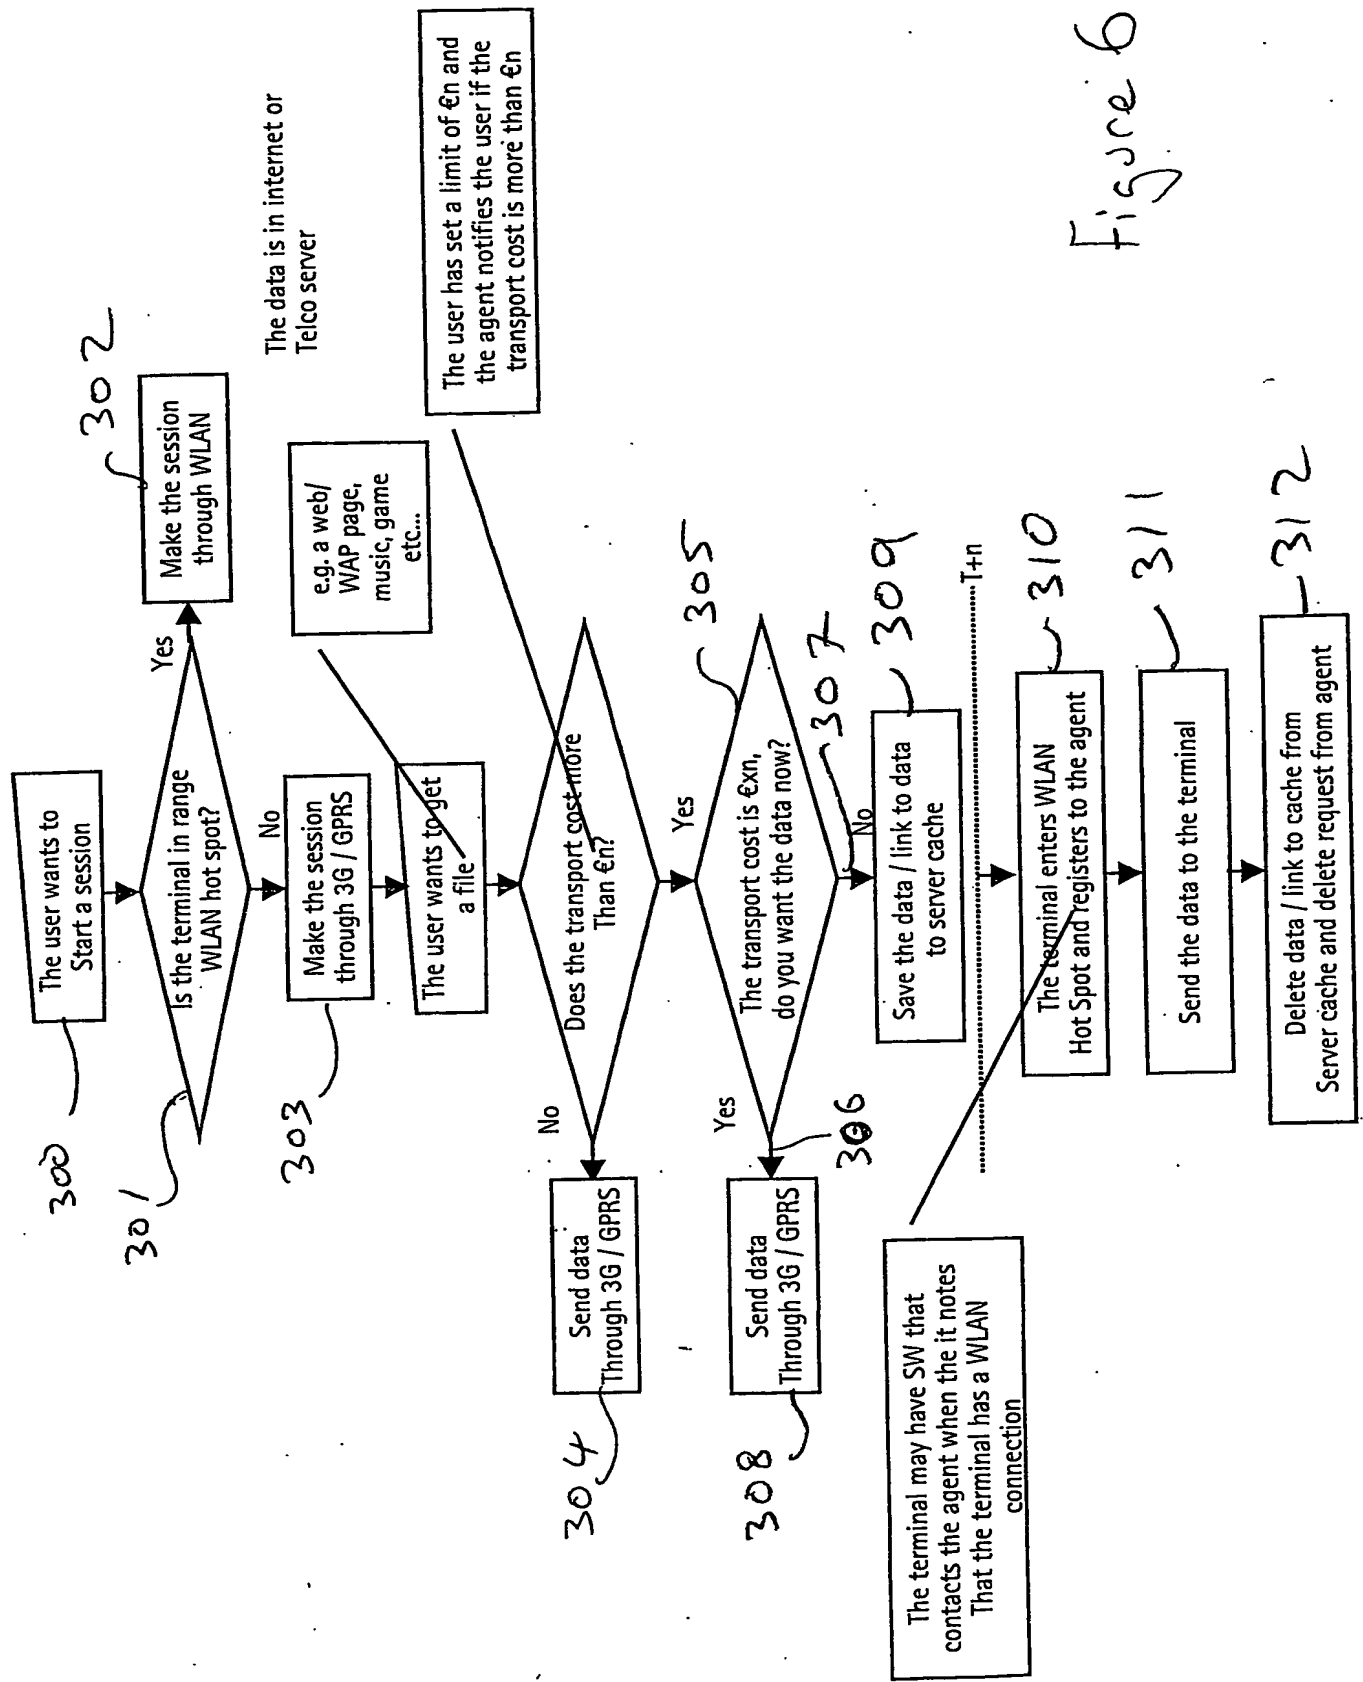 The user wants to
Start a session
300
Is the terminal in range
WLAN hot spot?
301
Yes
Make the session
through WLAN
302
No
Make the session
through 3G / GPRS
303
The data is in internet or
Telco server
The user wants to get
a file
e.g. a web/
WAP page,
music, game
etc...
Does the transport cost more
Than €n?
The user has set a limit of €n and
the agent notifies the user if the
transport cost is more than €n
No
Send data
Through 3G / GPRS
304
Yes
The transport cost is €xn,
do you want the data now?
305
Yes
306
Send data
Through 3G / GPRS
308
No
307
Save the data / link to data
to server cache
309
T+n
The terminal enters WLAN
Hot Spot and registers to the agent
310
The terminal may have SW that
contacts the agent when the it notes
That the terminal has a WLAN
connection
Send the data to the terminal
311
Delete data / link to cache from
Server cache and delete request from agent
312
Figure 6